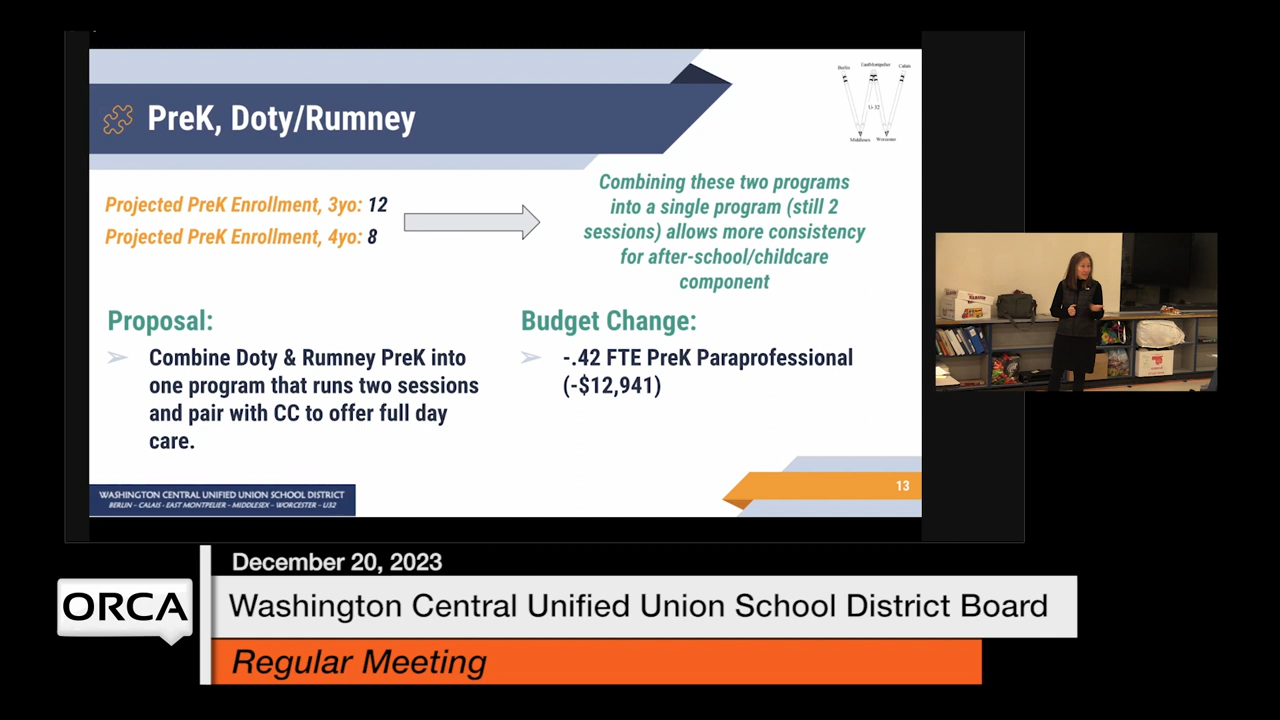 PreK, Doty/Rumney
Berlin
EastMontpelier
Calais
U-32
Middlesex
Worcester
Projected PreK Enrollment, 3yo: 12
Projected PreK Enrollment, 4yo: 8
Combining these two programs
into a single program (still 2
sessions) allows more consistency
for after-school/childcare
component
Proposal:
➢ Combine Doty & Rumney PreK into
one program that runs two sessions
and pair with CC to offer full day
care.
Budget Change:
➢ -.42 FTE PreK Paraprofessional
(-$12,941)
WASHINGTON CENTRAL UNIFIED UNION SCHOOL DISTRICT
BERLIN – CALAIS - EAST MONTPELIER – MIDDLESEX – WORCESTER – U32
13
ORCA
December 20, 2023
Washington Central Unified Union School District Board
Regular Meeting